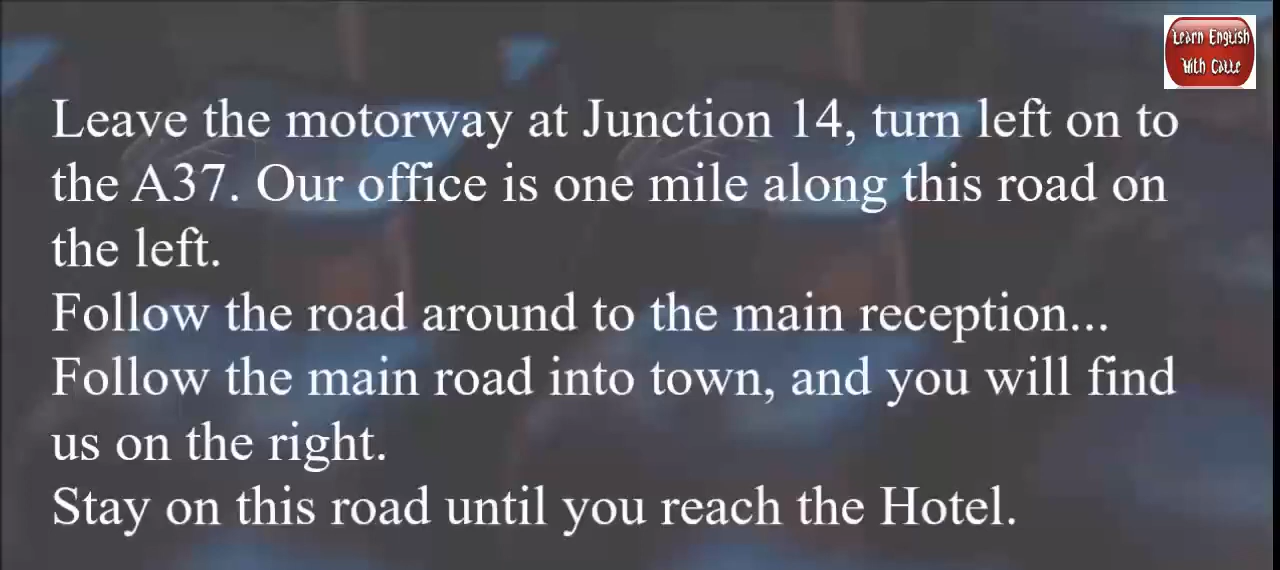 Learn English
With Calle
Leave the motorway at Junction 14, turn left on to
the A37. Our office is one mile along this road on
the left.
Follow the road around to the main reception...
Follow the main road into town, and you will find
us on the right.
Stay on this road until you reach the Hotel.